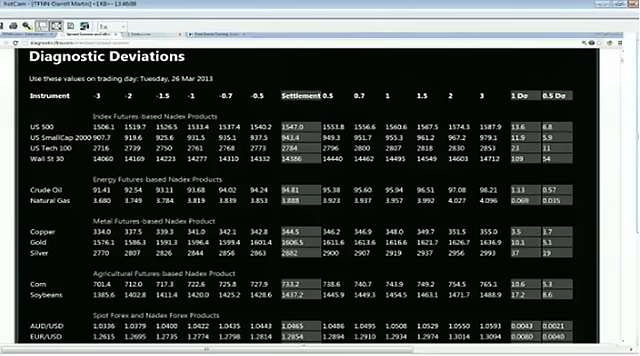 NotCam - [TFNN-Darrell Martin] <1KB> - 13:46:08
1x
diagnostic
Diagnostic Deviations
Use these values on trading day: Tuesday, 26 Mar 2013
Instrument -3 -2 -1.5 -1 -0.7 -0.5 Settlement 0.5 0.7 1 1.5 2 3 1 Dσ 0.5 Dσ
Index Futures-based Nadex Products
US 500 1506.1 1519.7 1526.5 1533.4 1537.4 1540.2 1547.0 1553.8 1556.6 1560.6 1567.5 1574.3 1587.9 13.6 6.8
US SmallCap 2000 907.7 919.6 925.6 931.5 935.1 937.5 943.4 949.3 951.7 955.3 961.2 967.2 979.1 11.9 5.9
US Tech 100 2716 2739 2750 2761 2768 2773 2784 2796 2800 2807 2818 2830 2853 23 11
Wall St 30 14060 14169 14223 14277 14310 14332 14386 14440 14462 14495 14549 14603 14712 109 54
Energy Futures-based Nadex Product
Crude Oil 91.41 92.54 93.11 93.68 94.02 94.24 94.81 95.38 95.60 95.94 96.51 97.08 98.21 1.13 0.57
Natural Gas 3.680 3.749 3.784 3.819 3.839 3.853 3.888 3.923 3.937 3.957 3.992 4.027 4.096 0.069 0.035
Metal Futures-based Nadex Product
Copper 334.0 337.5 339.3 341.0 342.1 342.8 344.5 346.2 346.9 348.0 349.7 351.5 355.0 3.5 1.7
Gold 1576.1 1586.3 1591.3 1596.4 1599.4 1601.4 1606.5 1611.6 1613.6 1616.6 1621.7 1626.7 1636.9 10.1 5.1
Silver 2770 2807 2826 2844 2856 2863 2882 2900 2907 2919 2937 2956 2993 37 19
Agricultural Futures-based Nadex Product
Corn 701.4 712.0 717.3 722.6 725.8 727.9 733.2 738.6 740.7 743.9 749.2 754.5 765.1 10.6 5.3
Soybeans 1385.6 1402.8 1411.4 1420.0 1425.2 1428.6 1437.2 1445.9 1449.3 1454.5 1463.1 1471.7 1488.9 17.2 8.6
Spot Forex and Nadex Forex Products
AUD/USD 1.0336 1.0379 1.0400 1.0422 1.0435 1.0443 1.0465 1.0486 1.0495 1.0508 1.0529 1.0550 1.0593 0.0043 0.0021
EUR/USD 1.2615 1.2695 1.2735 1.2774 1.2798 1.2814 1.2854 1.2894 1.2910 1.2934 1.2974 1.3014 1.3094 0.0080 0.0040